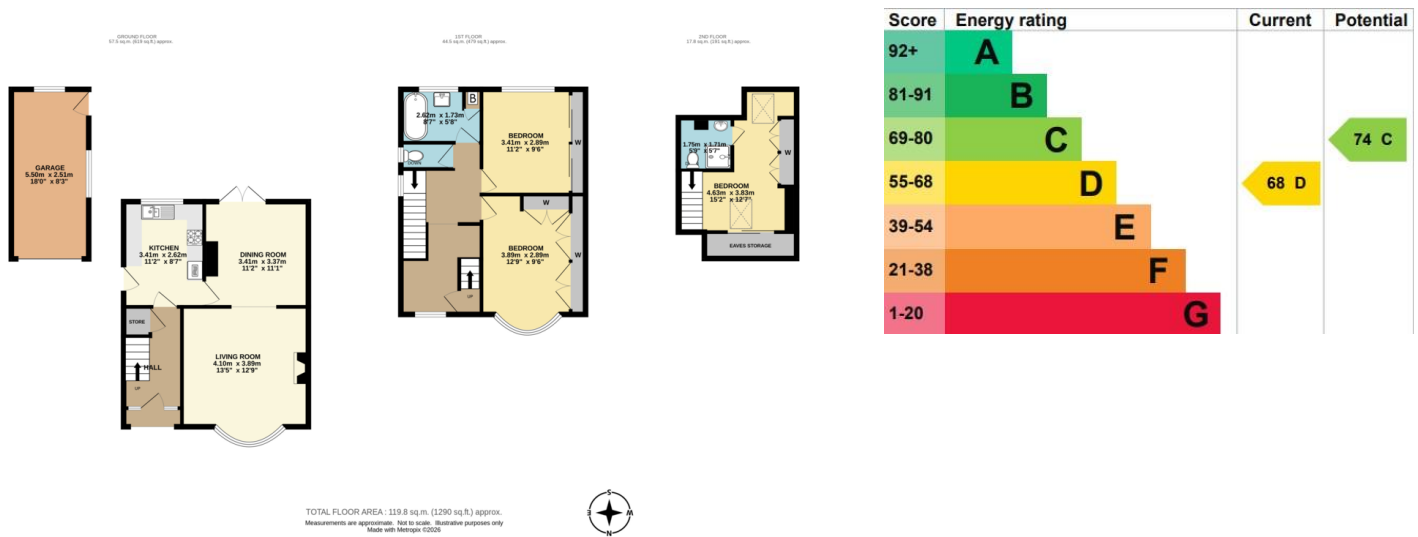 GROUND FLOOR
57.5 sq.m. (619 sq.ft.) approx.
1ST FLOOR
44.5 sq.m. (479 sq.ft.) approx.
2ND FLOOR
17.8 sq.m. (191 sq.ft.) approx.
GARAGE
5.50m x 2.51m
18'0" x 8'3"
KITCHEN
3.41m x 2.62m
11'2" x 8'7"
DINING ROOM
3.41m x 3.37m
11'2" x 11'1"
STORE
HALL
UP
LIVING ROOM
4.10m x 3.89m
13'5" x 12'9"
B
2.62m x 1.73m
8'7" x 5'8"
DOWN
BEDROOM
3.41m x 2.89m
11'2" x 9'6"
W
W
BEDROOM
3.89m x 2.89m
12'9" x 9'6"
W
UP
1.75m x 1.71m
5'9" x 5'7"
W
BEDROOM
4.63m x 3.83m
15'2" x 12'7"
EAVES STORAGE
TOTAL FLOOR AREA : 119.8 sq.m. (1290 sq.ft.) approx.
Measurements are approximate. Not to scale. Illustrative purposes only
Made with Metropix ©2026
S
E
W
N
Score Energy rating Current Potential
92+ A
81-91 B
69-80 C 74 C
55-68 D 68 D
39-54 E
21-38 F
1-20 G